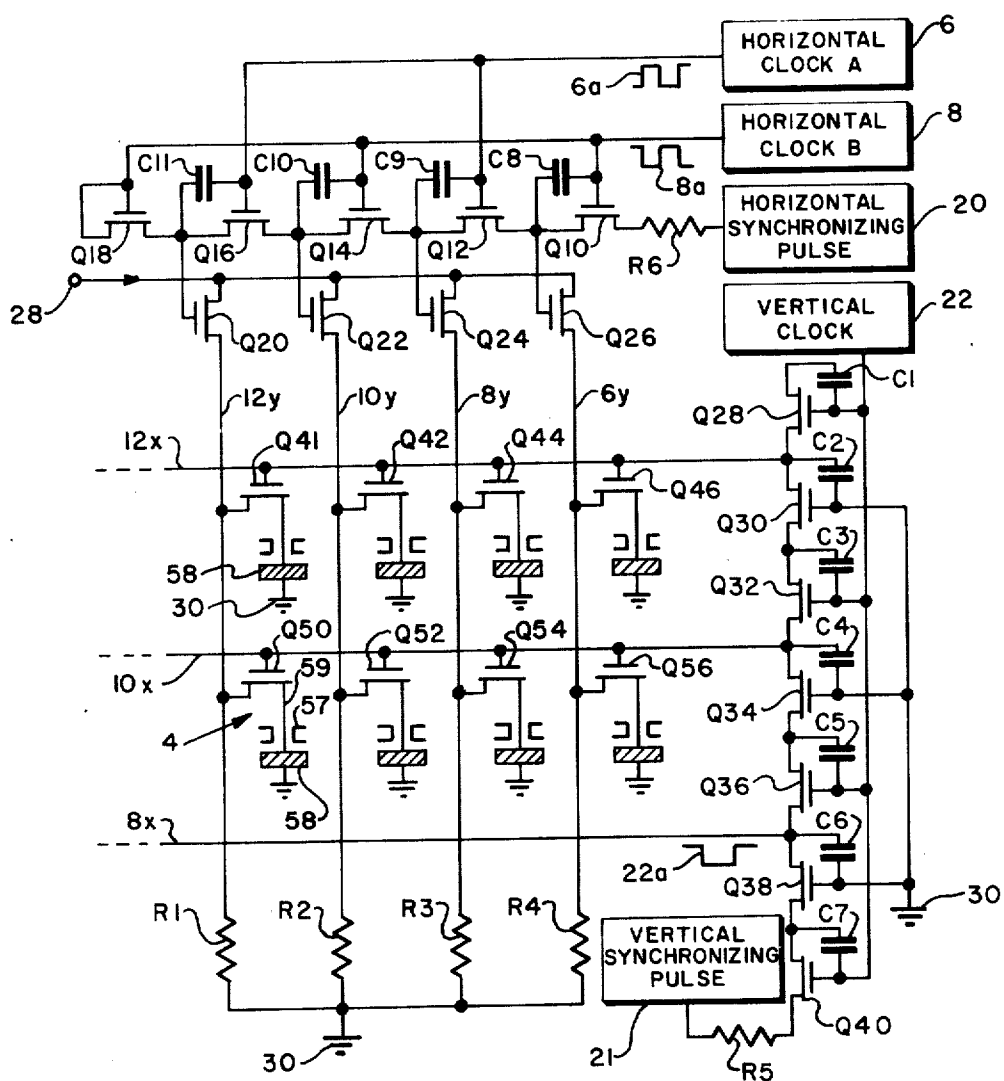 HORIZONTAL
CLOCK A
6
6a
HORIZONTAL
CLOCK B
8
8a
C11
C10
C9
C8
HORIZONTAL
SYNCHRONIZING
PULSE
20
Q18
Q16
Q14
Q12
Q10
R6
28
Q20
Q22
Q24
Q26
VERTICAL
CLOCK
22
C1
12y
10y
8y
6y
Q28
12x
Q41
Q42
Q44
Q46
C2
Q30
C3
58
30
Q32
Q50
Q52
Q54
Q56
C4
10x
59
57
4
Q34
C5
58
Q36
8x
22a
C6
Q38
30
R1
R2
R3
R4
C7
VERTICAL
SYNCHRONIZING
PULSE
Q40
30
21
R5